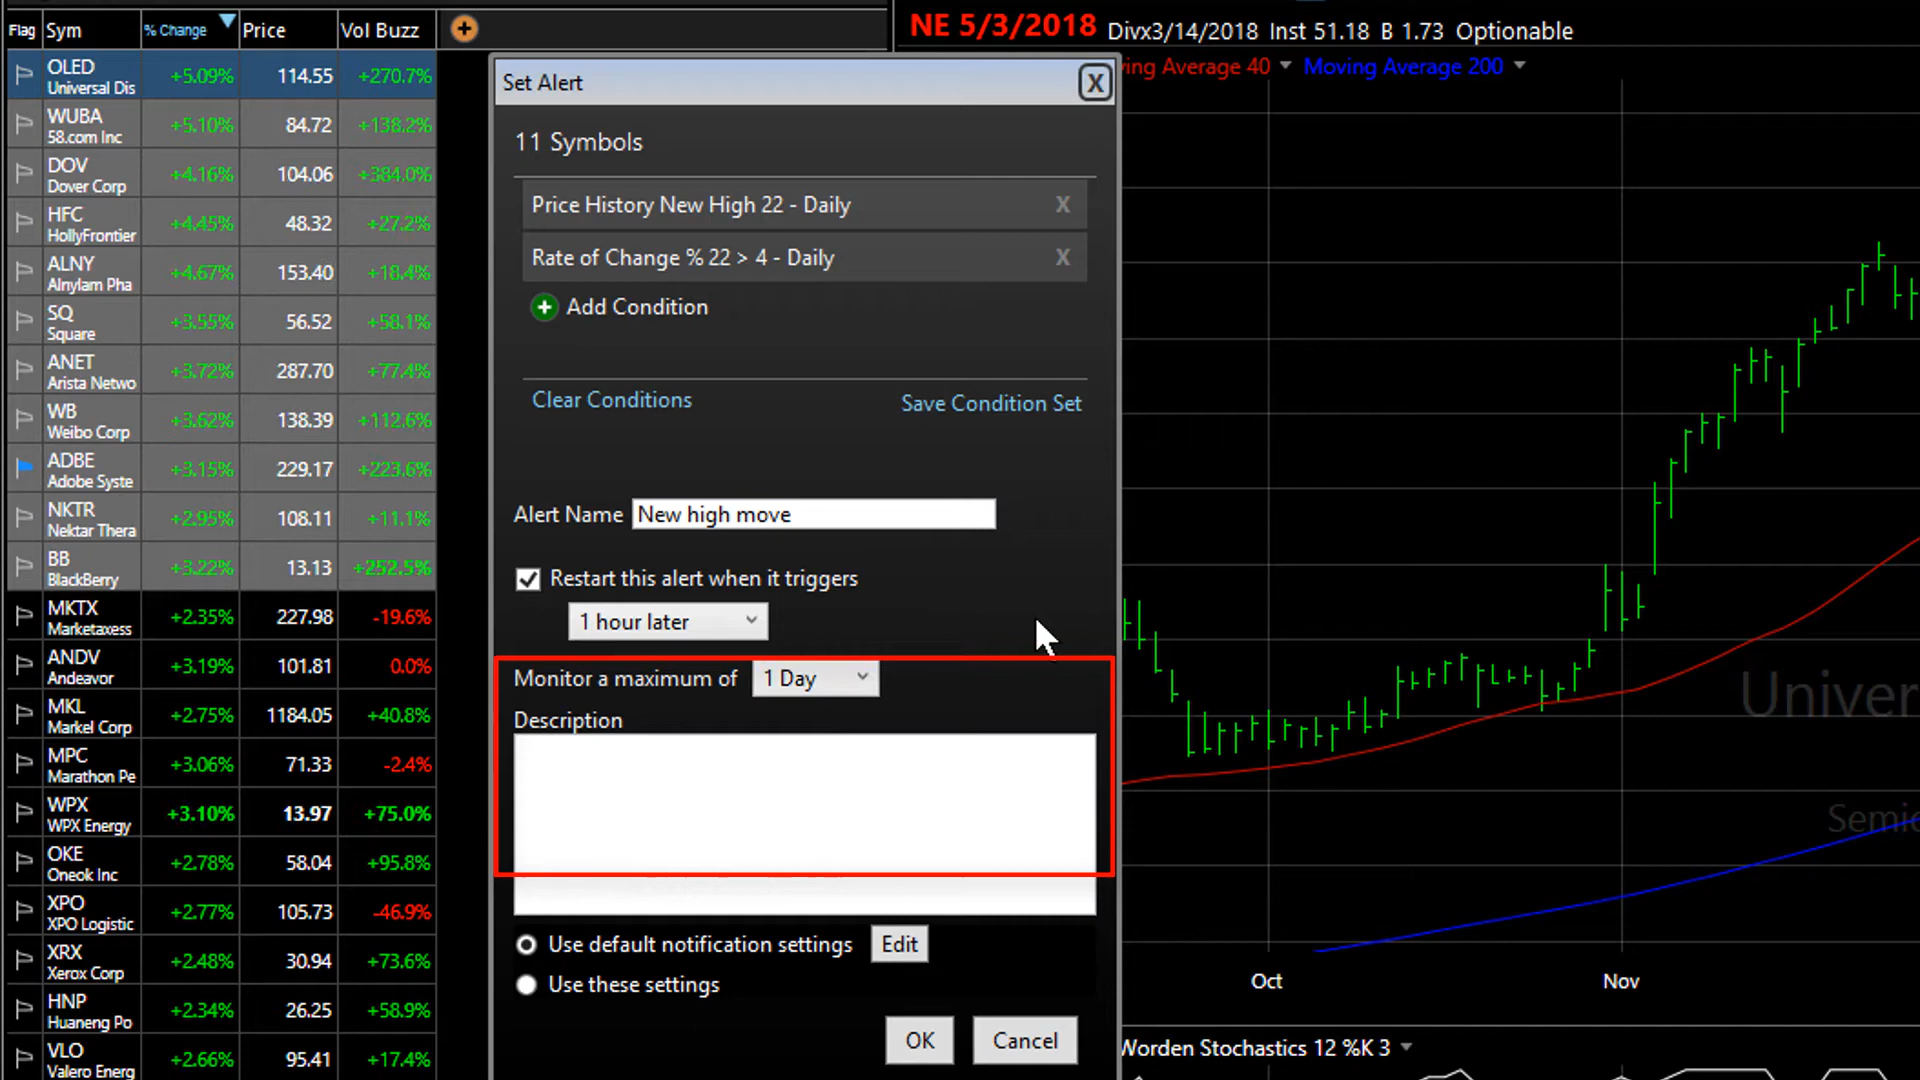 Flag Sym % Change Price Vol Buzz
NE 5/3/2018 Divx3/14/2018 Inst 51.18 B 1.73 Optionable
ing Average 40 Moving Average 200
OLED +5.09% 114.55 +270.7%
Universal Dis
WUBA +5.10% 84.72 +138.2%
58.com Inc
DOV +4.16% 104.06 +384.0%
Dover Corp
HFC +4.45% 48.32 +27.2%
HollyFrontier
ALNY +4.67% 153.40 +18.4%
Alnylam Pha
SQ +3.55% 56.52 +58.1%
Square
ANET +3.72% 287.70 +77.4%
Arista Netwo
WB +3.62% 138.39 +112.6%
Weibo Corp
ADBE +3.15% 229.17 +223.6%
Adobe Syste
NKTR +2.95% 108.11 +11.1%
Nektar Thera
BB +3.22% 13.13 +252.5%
BlackBerry
MKTX +2.35% 227.98 -19.6%
Marketaxess
ANDV +3.19% 101.81 0.0%
Andeavor
MKL +2.75% 1184.05 +40.8%
Markel Corp
MPC +3.06% 71.33 -2.4%
Marathon Pe
WPX +3.10% 13.97 +75.0%
WPX Energy
OKE +2.78% 58.04 +95.8%
Oneok Inc
XPO +2.77% 105.73 -46.9%
XPO Logistic
XRX +2.48% 30.94 +73.6%
Xerox Corp
HNP +2.34% 26.25 +58.9%
Huaneng Po
VLO +2.66% 95.41 +17.4%
Valero Energ
Set Alert X
11 Symbols
Price History New High 22 - Daily X
Rate of Change % 22 > 4 - Daily X
Add Condition
Clear Conditions Save Condition Set
Alert Name New high move
Restart this alert when it triggers
1 hour later
Monitor a maximum of 1 Day
Description
Use default notification settings Edit
Use these settings
OK Cancel
Univer
Semic
Oct Nov
Worden Stochastics 12 %K 3